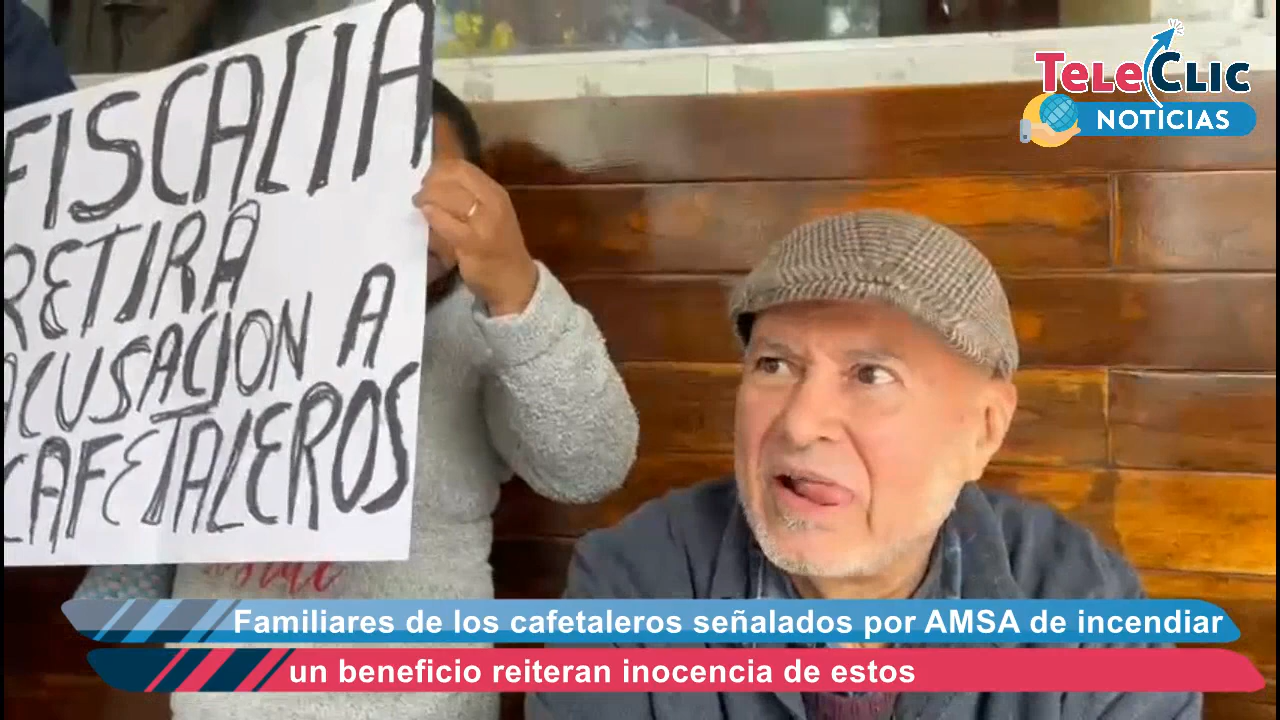 TELECLIC
NOTICIAS
FISCALIA
RETIRA
ACUSACION A
CAFETALEROS
Familiares de los cafetaleros señalados por AMSA de incendiar
un beneficio reiteran inocencia de estos